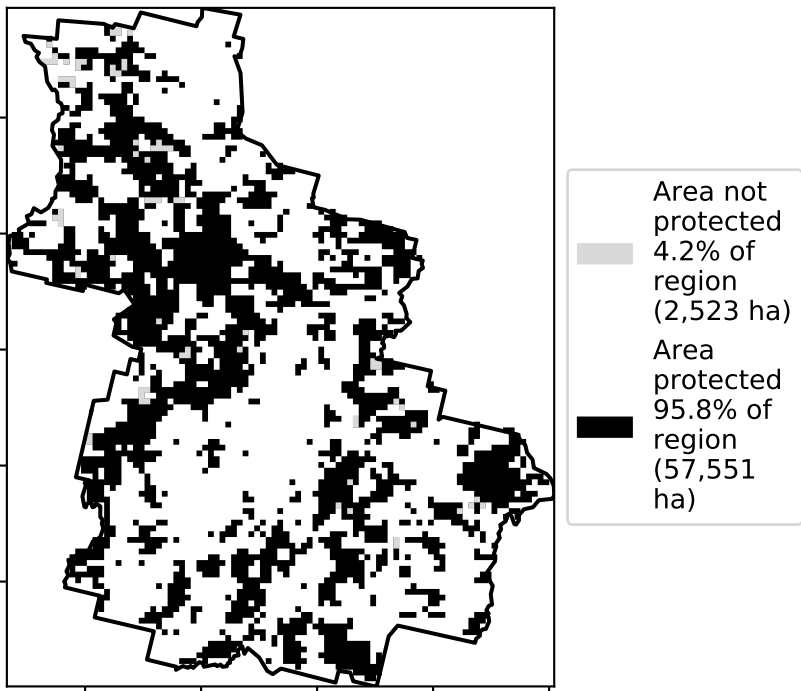 Area not
protected
4.2% of
region
(2,523 ha)
Area
protected
95.8% of
region
(57,551
ha)